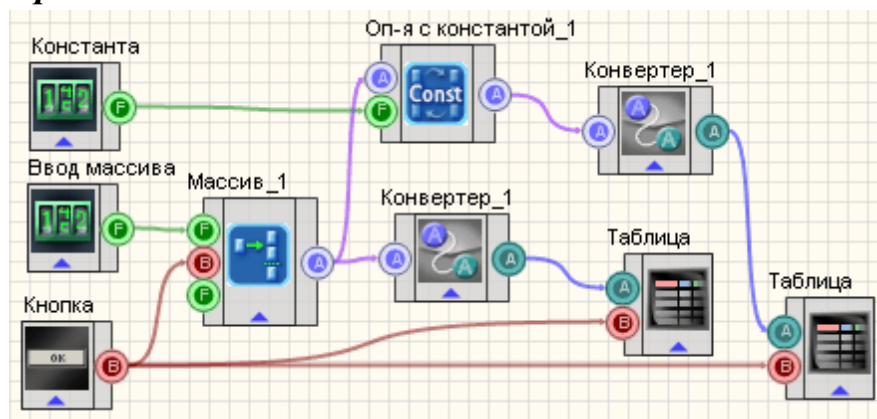 Оп-я с константой_1
Константа
A
F
F
Const
A
Конвертер_1
A
A
Ввод массива
F
Массив_1
F
B
F
A
Конвертер_1
A
A
A
A
Таблица
A
B
Таблица
A
B
Кнопка
OK
B